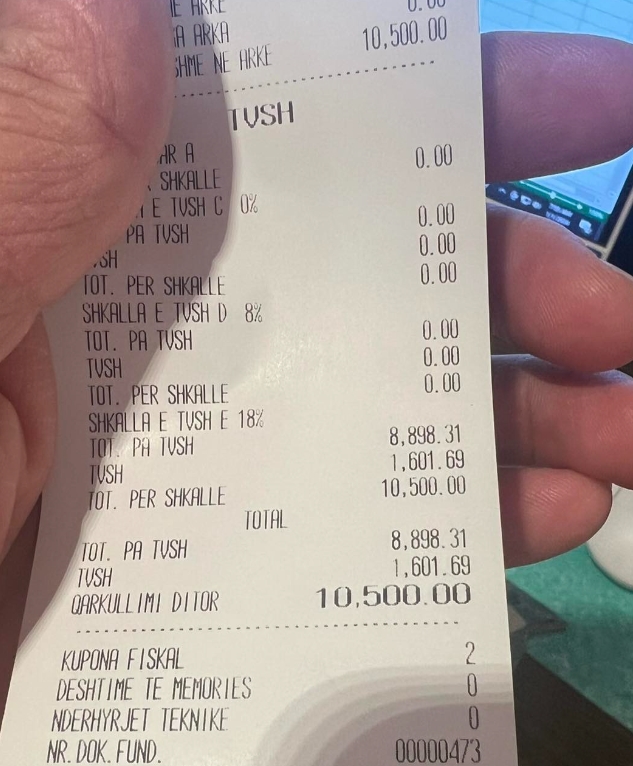 ARKE 0.00
ARKA 10,500.00
NE ARKE
TVSH
A 0.00
SHKALLE
E TVSH C 0%
PA TVSH 0.00
0.00
TOT. PER SHKALLE 0.00
SHKALLA E TVSH D 8%
TOT. PA TVSH 0.00
TVSH 0.00
TOT. PER SHKALLE 0.00
SHKALLA E TVSH E 18%
TOT. PA TVSH 8,898.31
TVSH 1,601.69
TOT. PER SHKALLE 10,500.00
TOTAL
TOT. PA TVSH 8,898.31
TVSH 1,601.69
QARKULLIMI DITOR 10,500.00
KUPONA FISKAL 2
DESHTIME TE MEMORIES 0
NDERHYRJET TEKNIKE 0
NR. DOK. FUND. 00000473